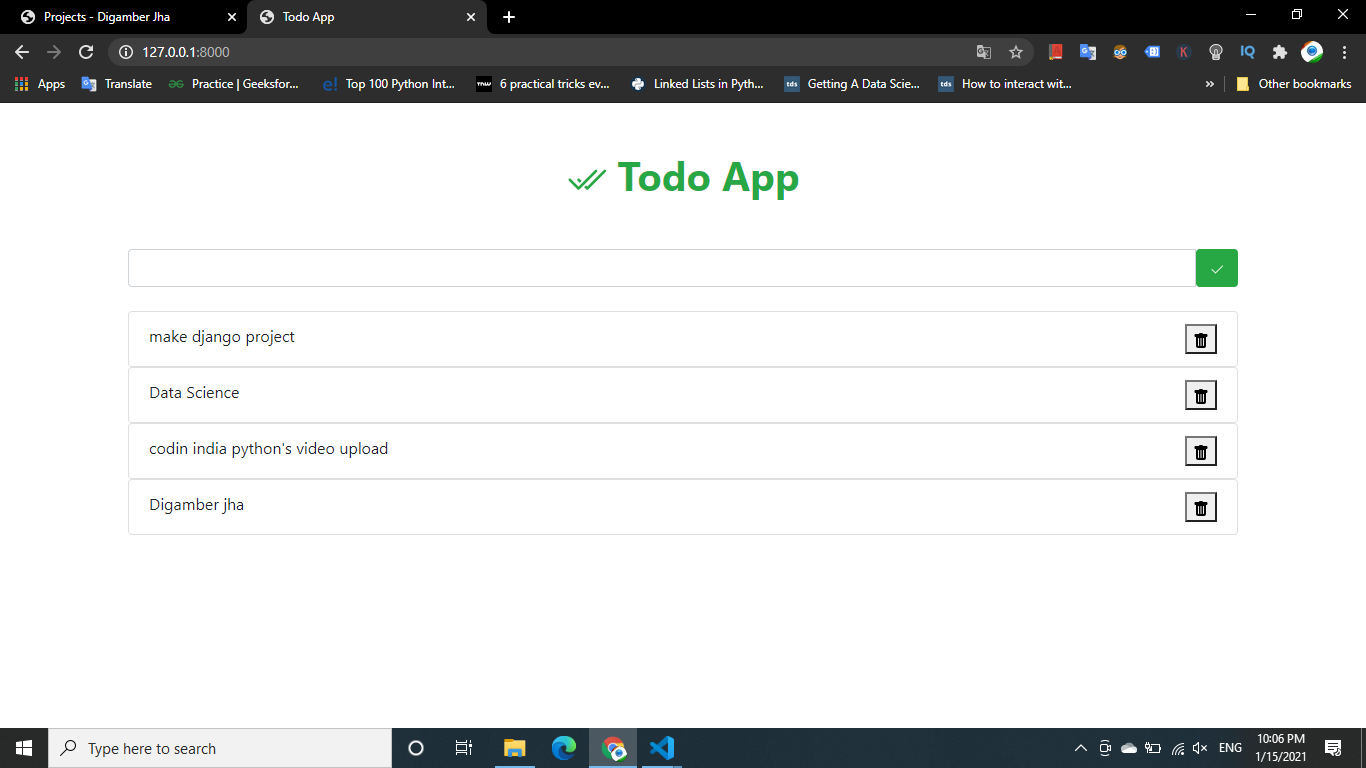 Projects - Digamber Jha
Todo App
127.0.0.1:8000
Apps
Translate
Practice | Geeksfor...
Top 100 Python Int...
6 practical tricks ev...
Linked Lists in Pyth...
Getting A Data Scie...
How to interact wit...
»
Other bookmarks
Todo App
make django project
Data Science
codin india python's video upload
Digamber jha
Type here to search
ENG
10:06 PM
1/15/2021